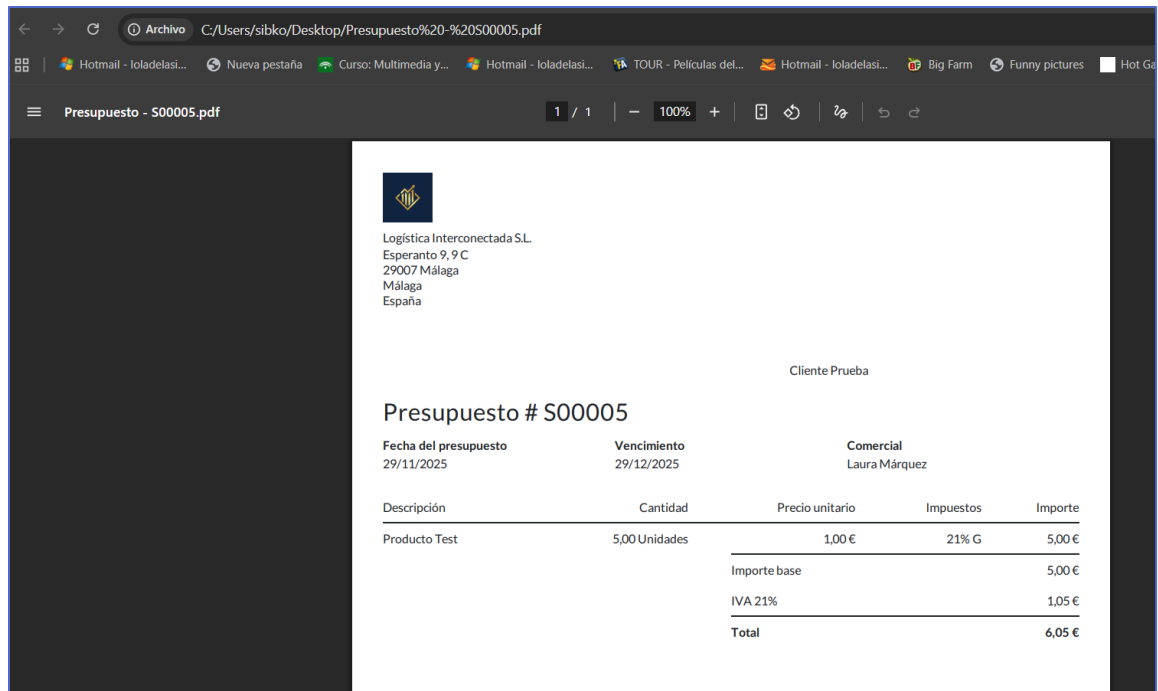 Archivo C:/Users/sibko/Desktop/Presupuesto%20-%20S00005.pdf
Hotmail - loladelasi... Nueva pestaña Curso: Multimedia y... Hotmail - loladelasi... TOUR - Películas del... Hotmail - loladelasi... BF Big Farm Funny pictures Hot Ga
Presupuesto - S00005.pdf 1 / 1 − 100% +
Logística Interconectada S.L.
Esperanto 9, 9 C
29007 Málaga
Málaga
España
Cliente Prueba
Presupuesto # S00005
Fecha del presupuesto Vencimiento Comercial
29/11/2025 29/12/2025 Laura Márquez
Descripción Cantidad Precio unitario Impuestos Importe
Producto Test 5,00 Unidades 1,00 € 21% G 5,00 €
Importe base 5,00 €
IVA 21% 1,05 €
Total 6,05 €